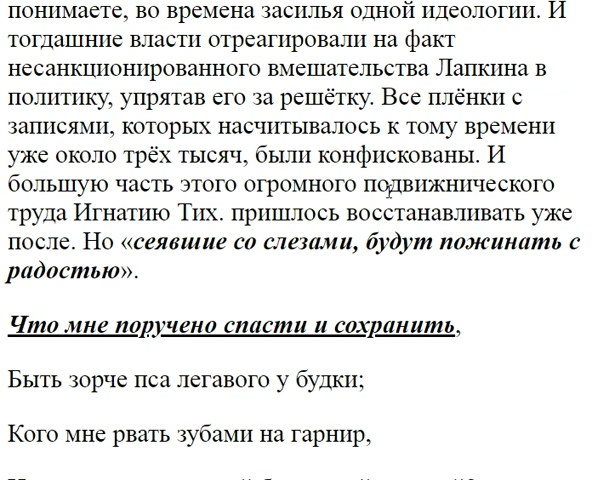 понимаете, во времена засилья одной идеологии. И
тогдашние власти отреагировали на факт
несанкционированного вмешательства Лапкина в
политику, упрятав его за решётку. Все плёнки с
записями, которых насчитывалось к тому времени
уже около трёх тысяч, были конфискованы. И
большую часть этого огромного подвижнического
труда Игнатию Тих. пришлось восстанавливать уже
после. Но «сеявшие со слезами, будут пожинать с
радостью».
Что мне поручено спасти и сохранить,
Быть зорче пса легавого у будки;
Кого мне рвать зубами на гарнир,